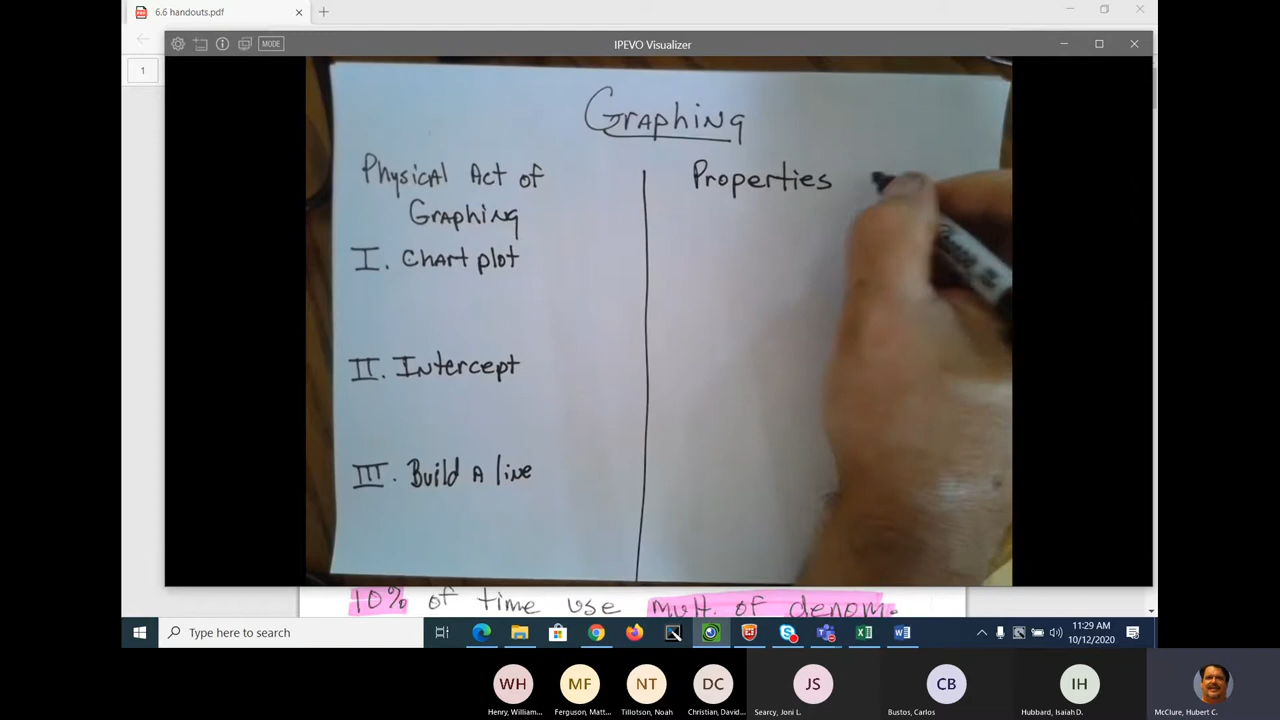 6.6 handouts.pdf
MODE
IPEVO Visualizer
1
Graphing
Physical Act of
Graphing
I. Chart plot
II. Intercept
III. Build a line
Properties
10% of time use mult. of denom.
Type here to search
11:29 AM
10/12/2020
WH
MF
NT
DC
JS
CB
IH
Henry, William...
Ferguson, Matt...
Tillotson, Noah
Christian, David...
Searcy, Joni L.
Bustos, Carlos
Hubbard, Isaiah D.
McClure, Hubert C.